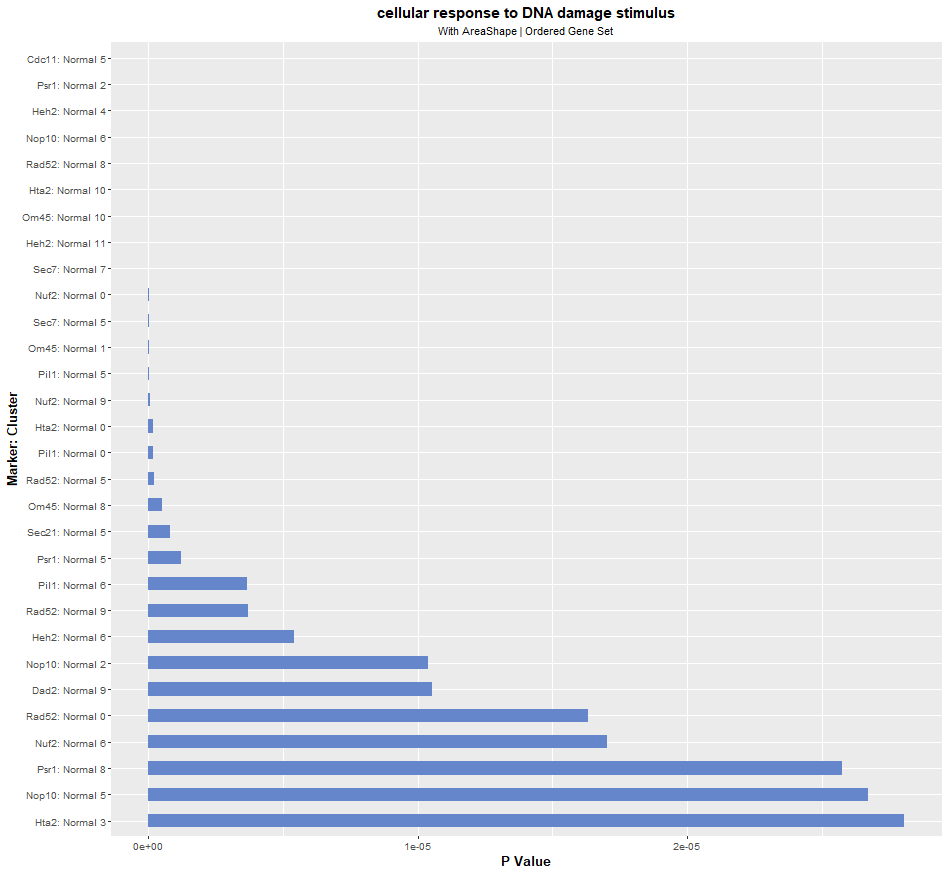 cellular response to DNA damage stimulus
With AreaShape | Ordered Gene Set
Marker: Cluster
Cdc11: Normal 5
Psr1: Normal 2
Heh2: Normal 4
Nop10: Normal 6
Rad52: Normal 8
Hta2: Normal 10
Om45: Normal 10
Heh2: Normal 11
Sec7: Normal 7
Nuf2: Normal 0
Sec7: Normal 5
Om45: Normal 1
Pil1: Normal 5
Nuf2: Normal 9
Hta2: Normal 0
Pil1: Normal 0
Rad52: Normal 5
Om45: Normal 8
Sec21: Normal 5
Psr1: Normal 5
Pil1: Normal 6
Rad52: Normal 9
Heh2: Normal 6
Nop10: Normal 2
Dad2: Normal 9
Rad52: Normal 0
Nuf2: Normal 6
Psr1: Normal 8
Nop10: Normal 5
Hta2: Normal 3
0e+00 1e-05 2e-05
P Value